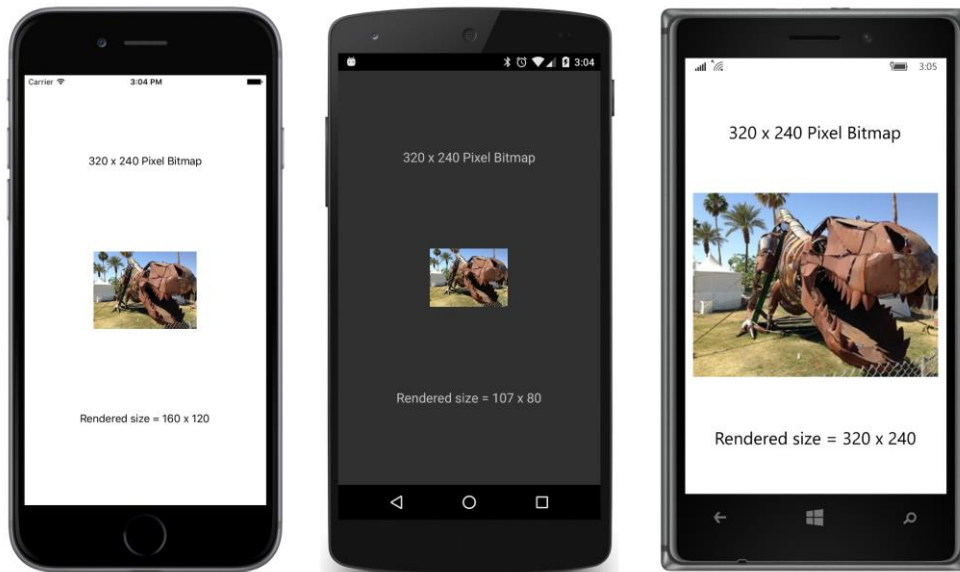 Carrier 3:04 PM
320 x 240 Pixel Bitmap
Rendered size = 160 x 120
3:04
320 x 240 Pixel Bitmap
Rendered size = 107 x 80
3:05
320 x 240 Pixel Bitmap
Rendered size = 320 x 240